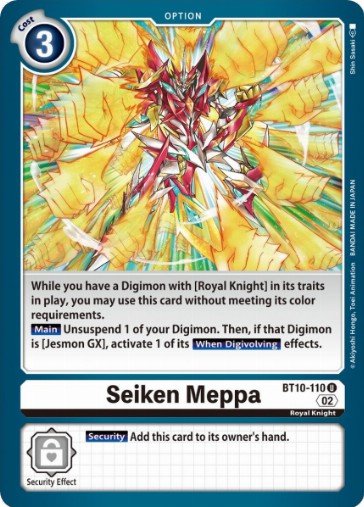 Cost
3
OPTION
Shin Sasaki
While you have a Digimon with [Royal Knight] in its traits
in play, you may use this card without meeting its color
requirements.
Main Unsuspend 1 of your Digimon. Then, if that Digimon
is [Jesmon GX], activate 1 of its When Digivolving effects.
©Akiyoshi Hongo, Toei Animation BANDAI MADE IN JAPAN
Seiken Meppa
BT10-110 U
02
Royal Knight
Security Add this card to its owner's hand.
Security Effect